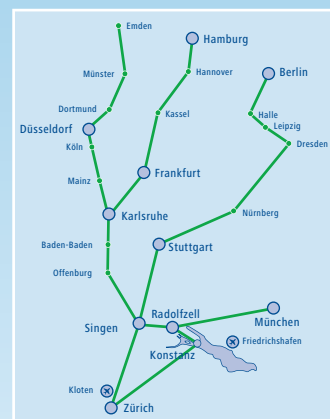 Emden
Hamburg
Münster
Hannover
Berlin
Dortmund
Kassel
Halle
Düsseldorf
Leipzig
Köln
Dresden
Mainz
Frankfurt
Karlsruhe
Nürnberg
Baden-Baden
Stuttgart
Offenburg
Radolfzell
München
Singen
Friedrichshafen
Konstanz
Kloten
Zürich